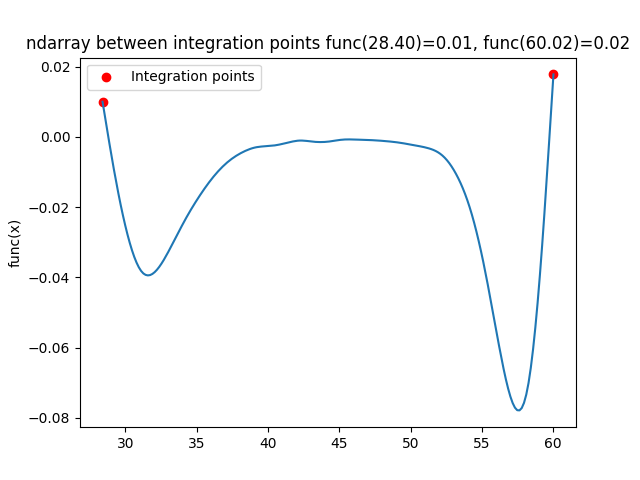 ndarray between integration points func(28.40)=0.01, func(60.02)=0.02
Integration points
func(x)
0.02
0.00
−0.02
−0.04
−0.06
−0.08
30 35 40 45 50 55 60